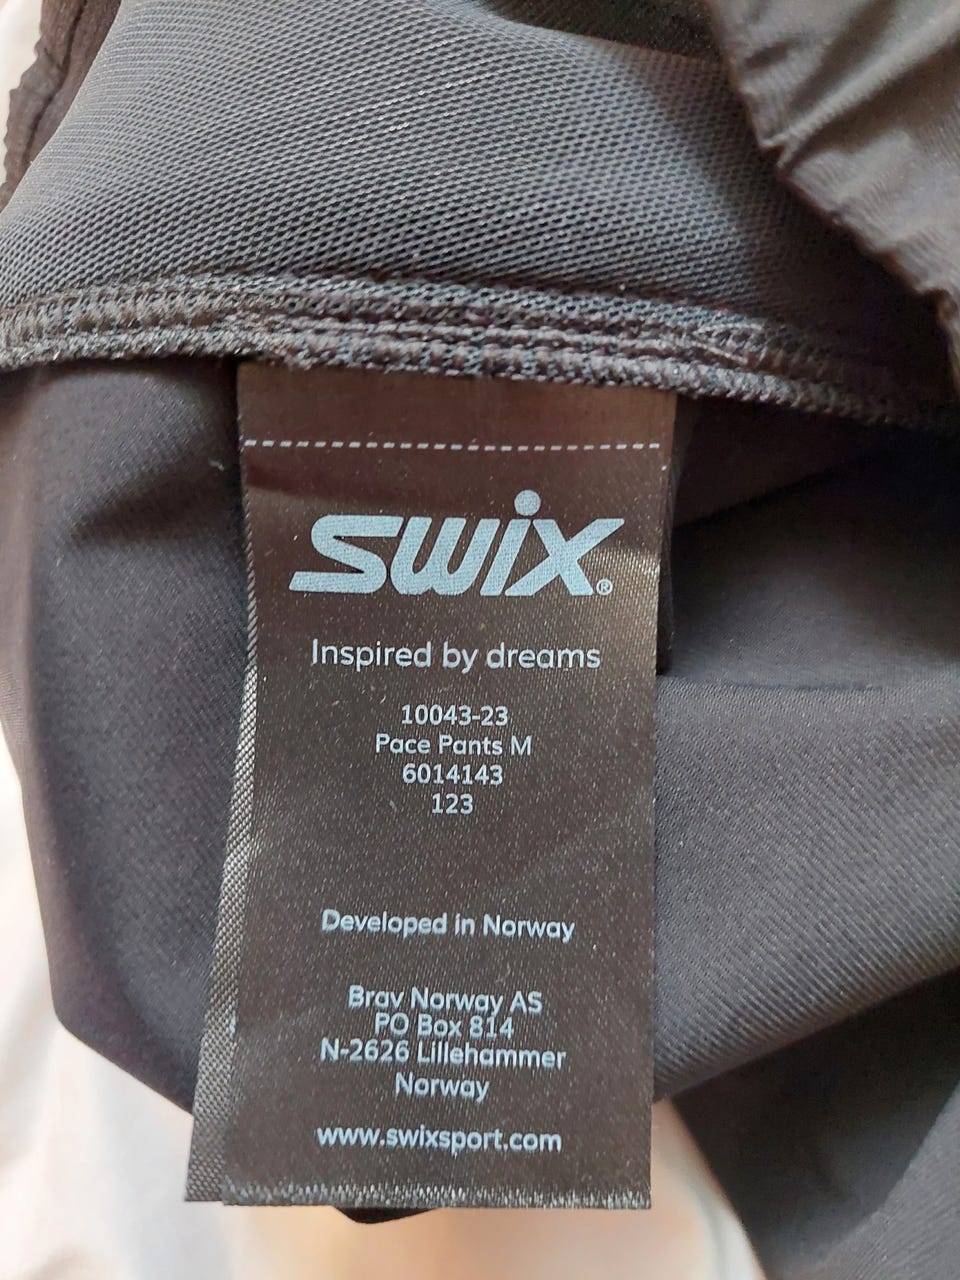 swix®
Inspired by dreams
10043-23
Pace Pants M
6014143
123
Developed in Norway
Brav Norway AS
PO Box 814
N-2626 Lillehammer
Norway
www.swixsport.com